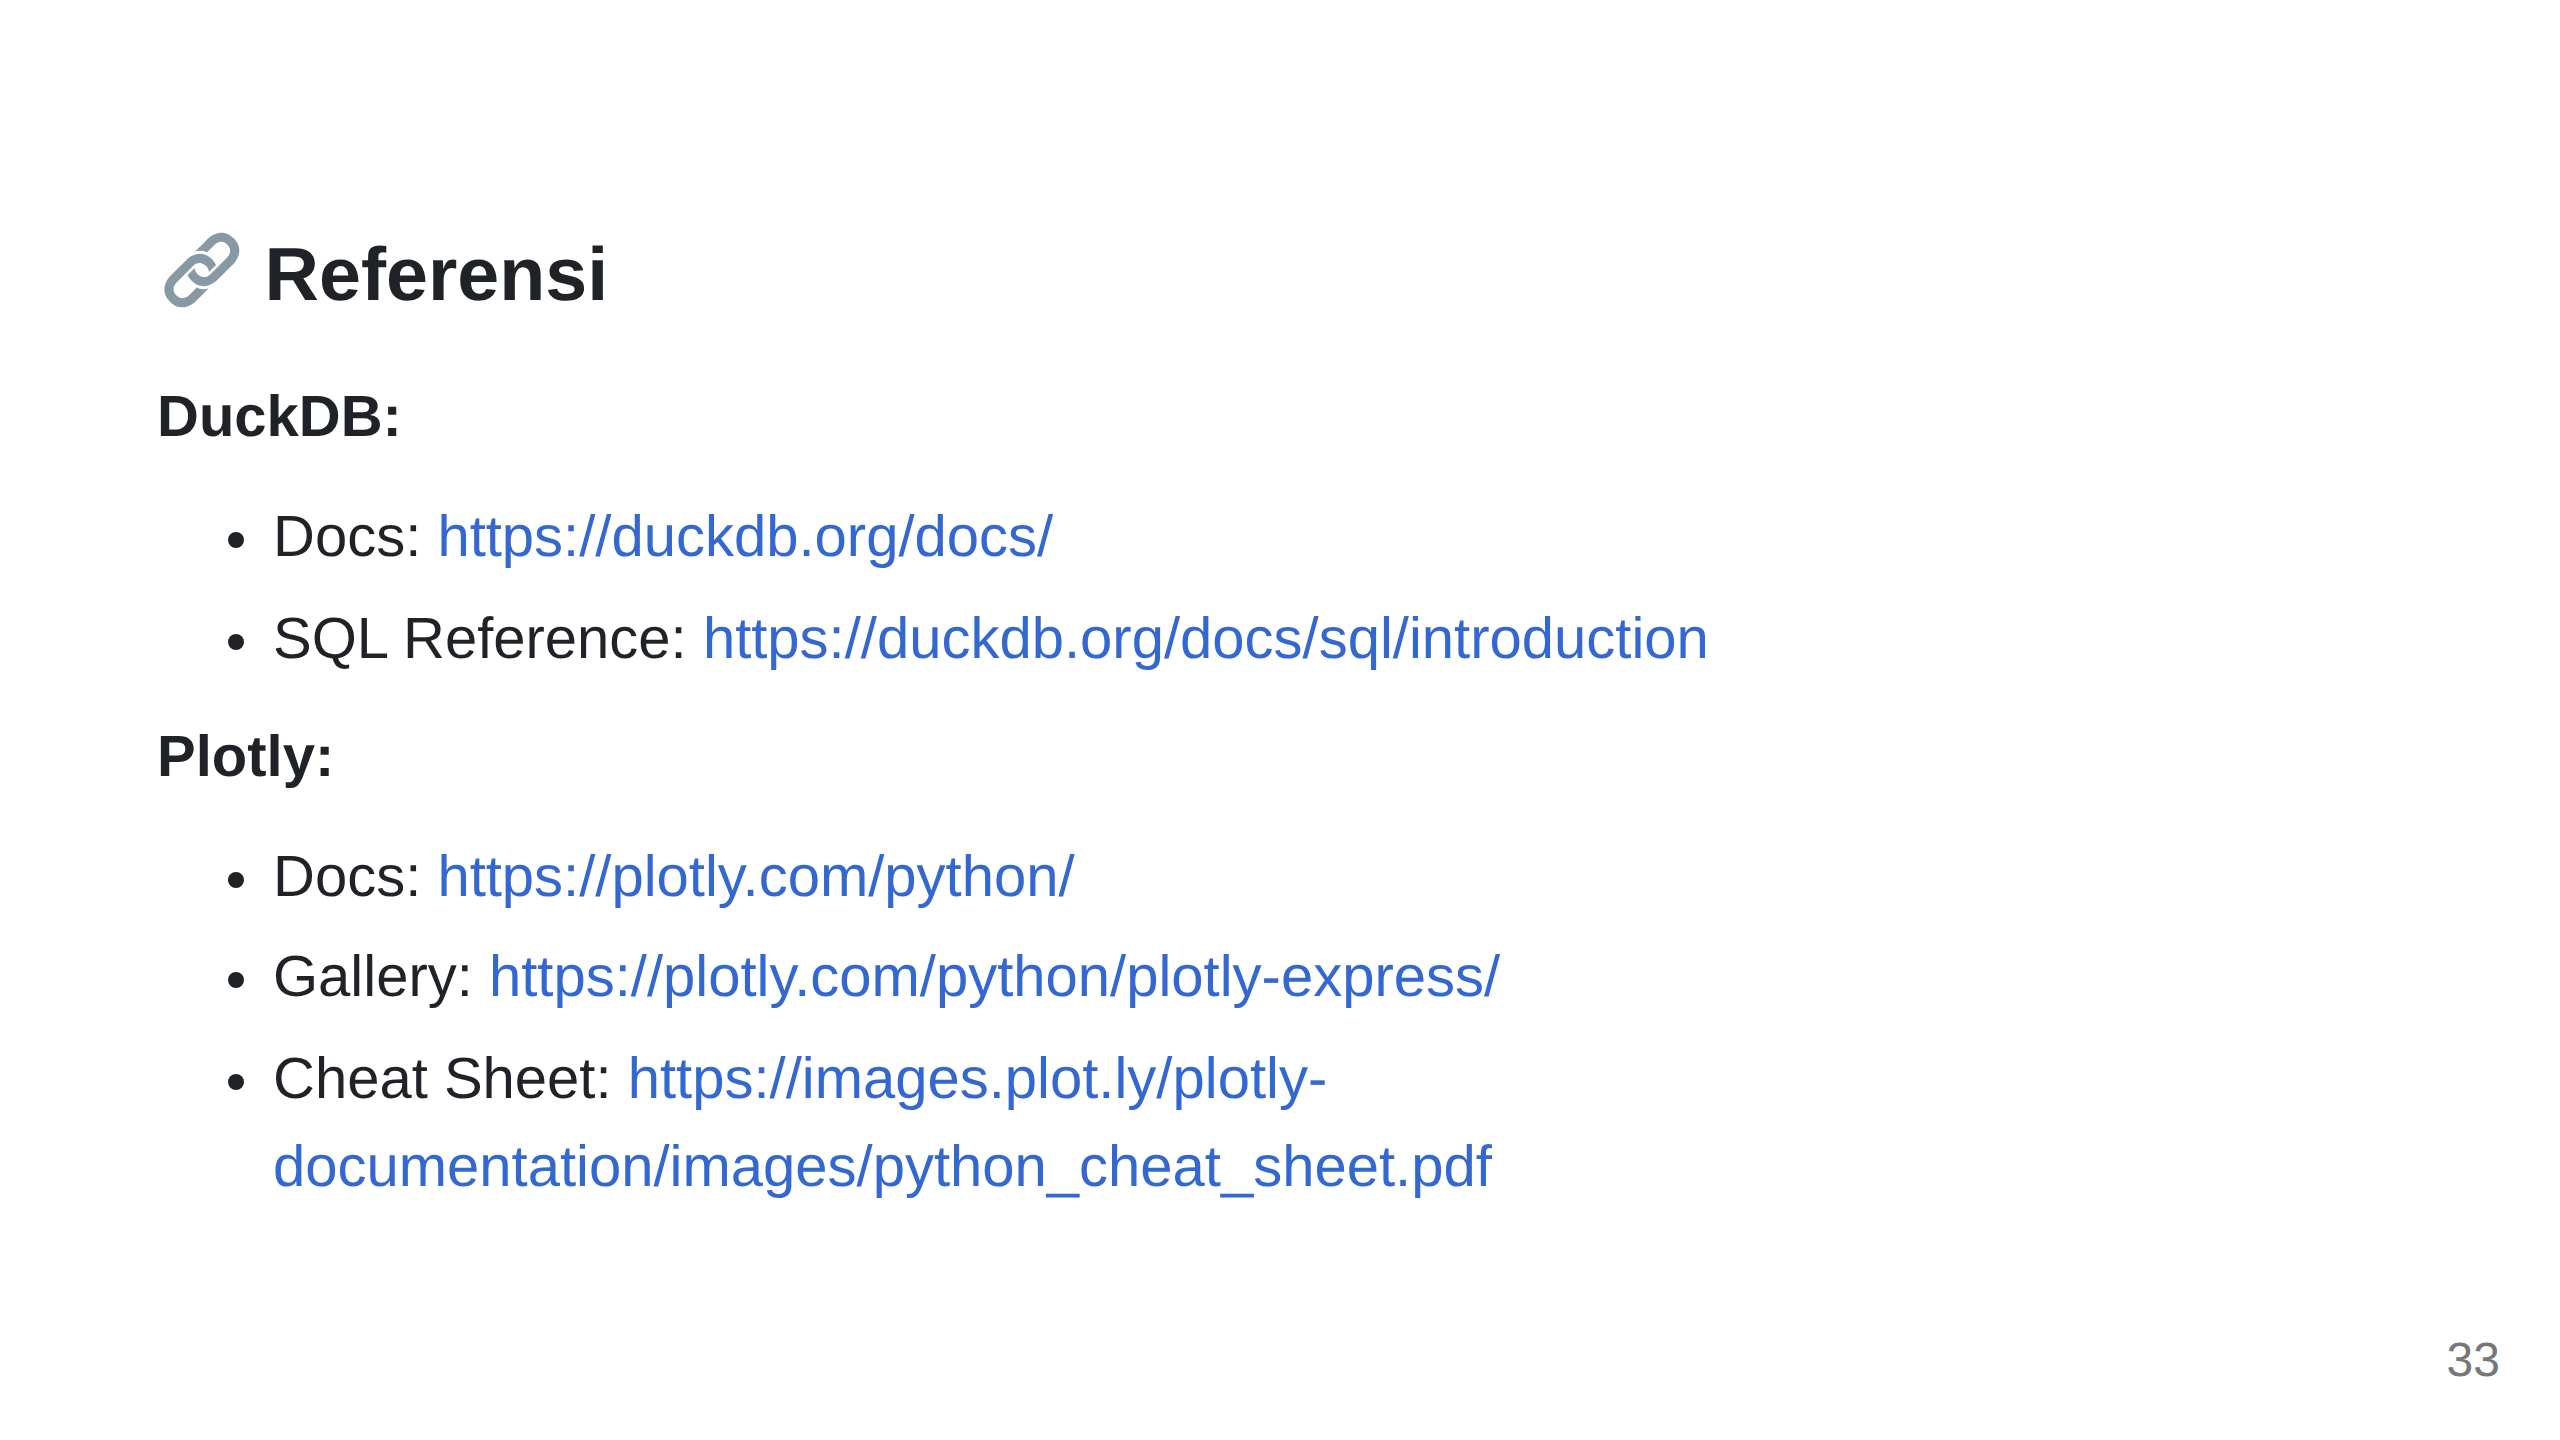 🔗 Referensi
DuckDB:
• Docs: https://duckdb.org/docs/
• SQL Reference: https://duckdb.org/docs/sql/introduction
Plotly:
• Docs: https://plotly.com/python/
• Gallery: https://plotly.com/python/plotly-express/
• Cheat Sheet: https://images.plot.ly/plotly-
documentation/images/python_cheat_sheet.pdf
33